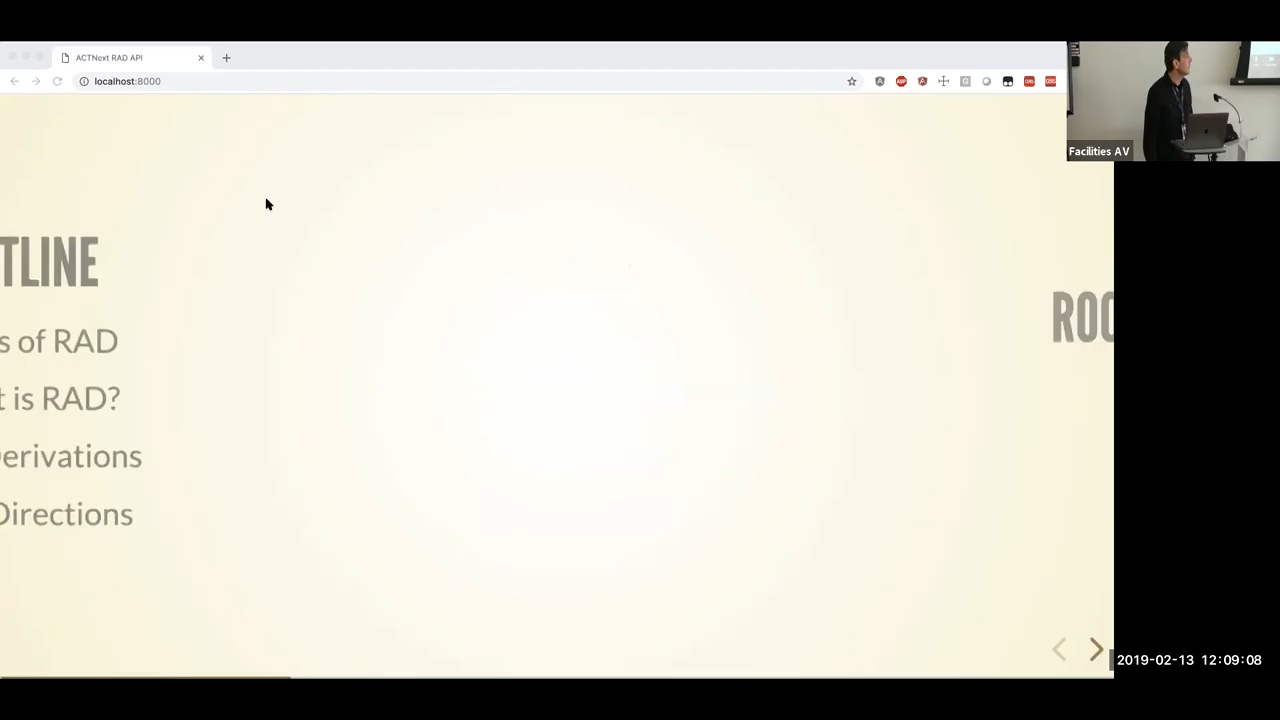 ACTNext RAD API
localhost:8000
Facilities AV
TLINE
s of RAD
t is RAD?
erivations
Directions
ROO
2019-02-13 12:09:08